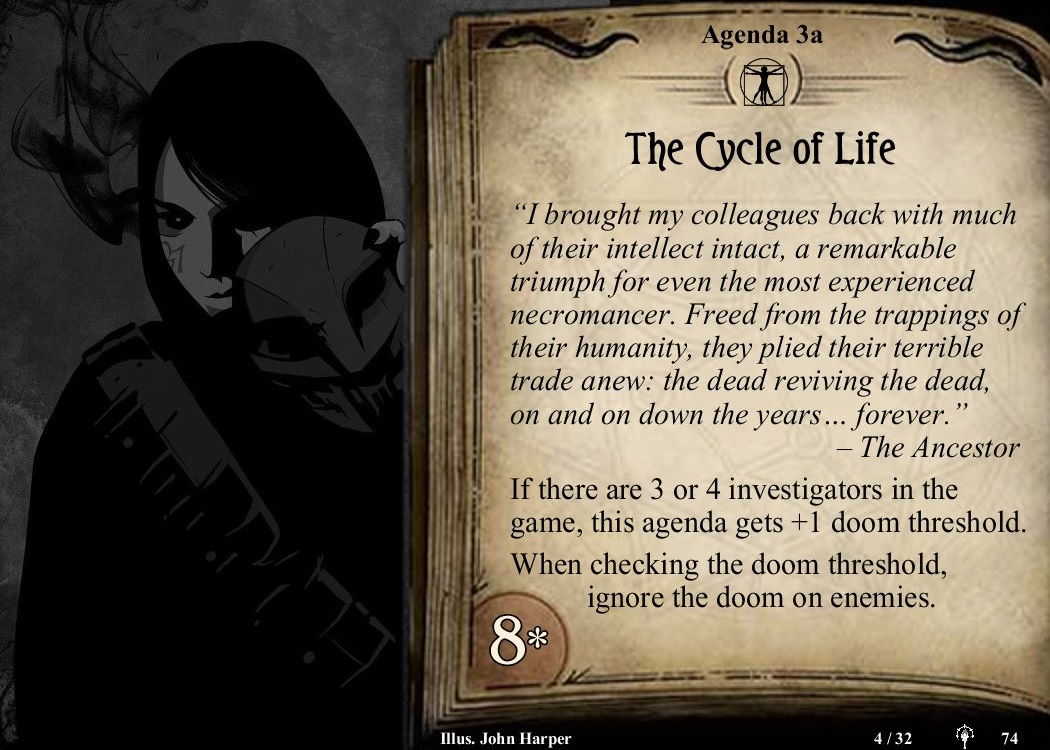 Agenda 3a
The Cycle of Life
“I brought my colleagues back with much
of their intellect intact, a remarkable
triumph for even the most experienced
necromancer. Freed from the trappings of
their humanity, they plied their terrible
trade anew: the dead reviving the dead,
on and on down the years... forever.”
– The Ancestor
If there are 3 or 4 investigators in the
game, this agenda gets +1 doom threshold.
When checking the doom threshold,
ignore the doom on enemies.
8*
Illus. John Harper 4 / 32 74